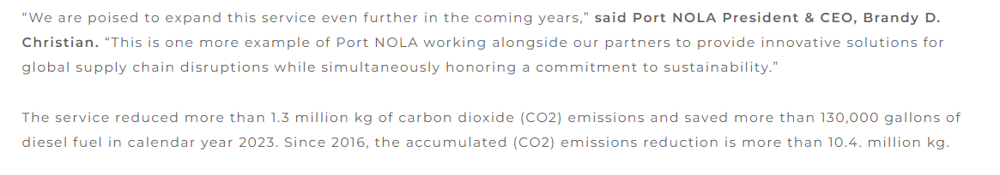 “We are poised to expand this service even further in the coming years,” said Port NOLA President & CEO, Brandy D.
Christian. “This is one more example of Port NOLA working alongside our partners to provide innovative solutions for
global supply chain disruptions while simultaneously honoring a commitment to sustainability.”
The service reduced more than 1.3 million kg of carbon dioxide (CO2) emissions and saved more than 130,000 gallons of
diesel fuel in calendar year 2023. Since 2016, the accumulated (CO2) emissions reduction is more than 10.4. million kg.